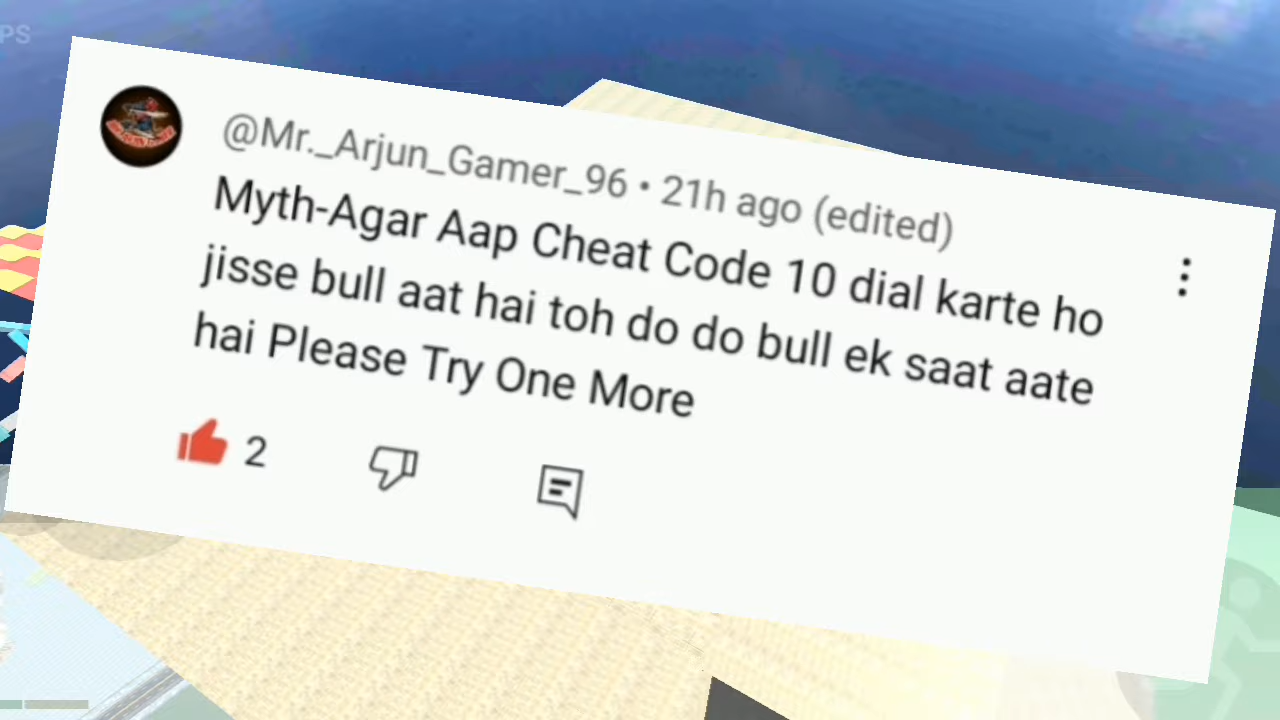 PS
@Mr._Arjun_Gamer_96 • 21h ago (edited)
Myth-Agar Aap Cheat Code 10 dial karte ho
jisse bull aat hai toh do do bull ek saat aate
hai Please Try One More
2